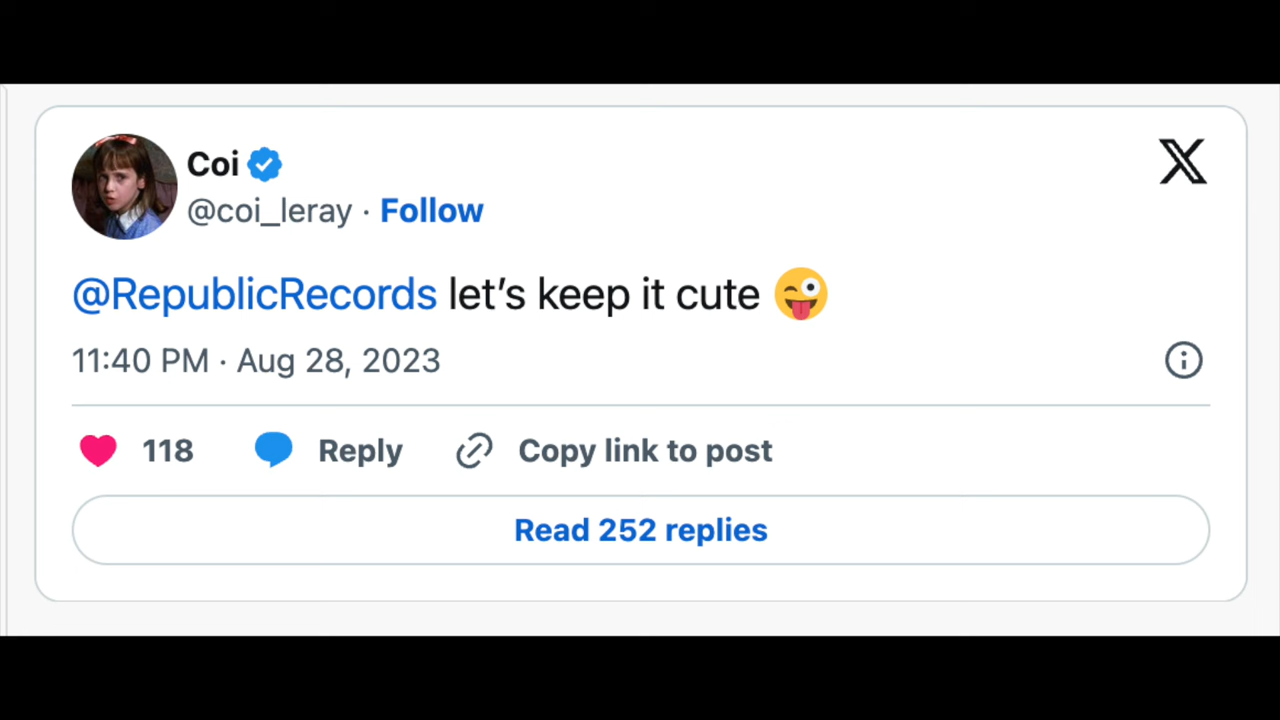 Coi
@coi_leray · Follow
@RepublicRecords let’s keep it cute 😜
11:40 PM · Aug 28, 2023
118 Reply Copy link to post
Read 252 replies